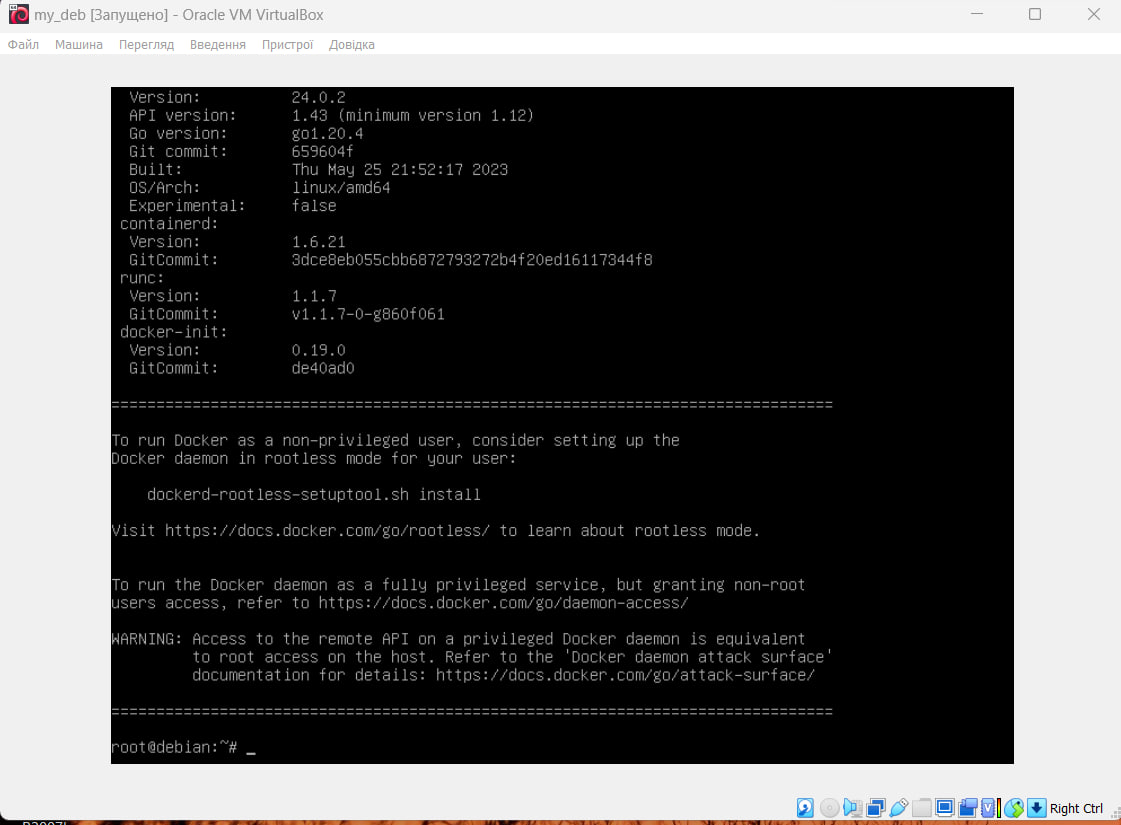 my_deb [Запущено] - Oracle VM VirtualBox
Файл Машина Перегляд Введення Пристрої Довідка
Version: 24.0.2
API version: 1.43 (minimum version 1.12)
Go version: go1.20.4
Git commit: 659604f
Built: Thu May 25 21:52:17 2023
OS/Arch: linux/amd64
Experimental: false
containerd:
Version: 1.6.21
GitCommit: 3dce8eb055cbb6872793272b4f20ed16117344f8
runc:
Version: 1.1.7
GitCommit: v1.1.7-0-g860f061
docker-init:
Version: 0.19.0
GitCommit: de40ad0
================================================================================
To run Docker as a non-privileged user, consider setting up the
Docker daemon in rootless mode for your user:
dockerd-rootless-setuptool.sh install
Visit https://docs.docker.com/go/rootless/ to learn about rootless mode.
To run the Docker daemon as a fully privileged service, but granting non-root
users access, refer to https://docs.docker.com/go/daemon-access/
WARNING: Access to the remote API on a privileged Docker daemon is equivalent
to root access on the host. Refer to the 'Docker daemon attack surface'
documentation for details: https://docs.docker.com/go/attack-surface/
================================================================================
root@debian:~# _
Right Ctrl